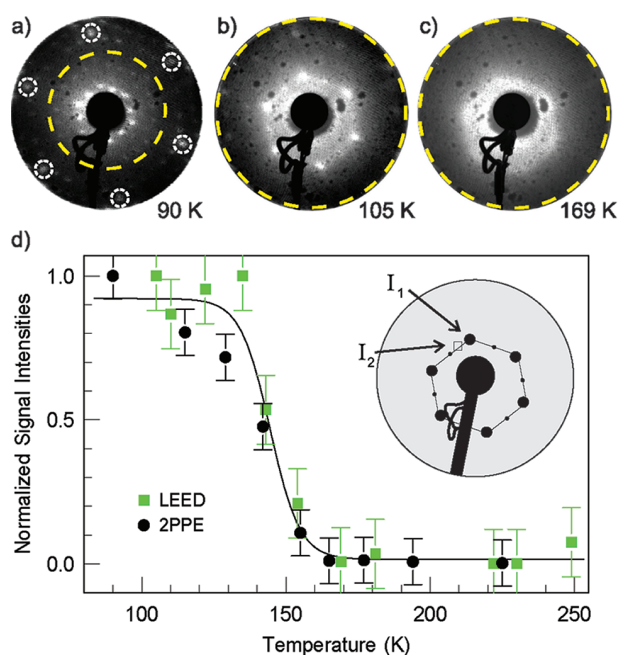 a)
b)
c)
90 K
105 K
169 K
d)
1.0
0.5
0.0
Normalized Signal Intensities
I1
I2
LEED
2PPE
100
150
200
250
Temperature (K)